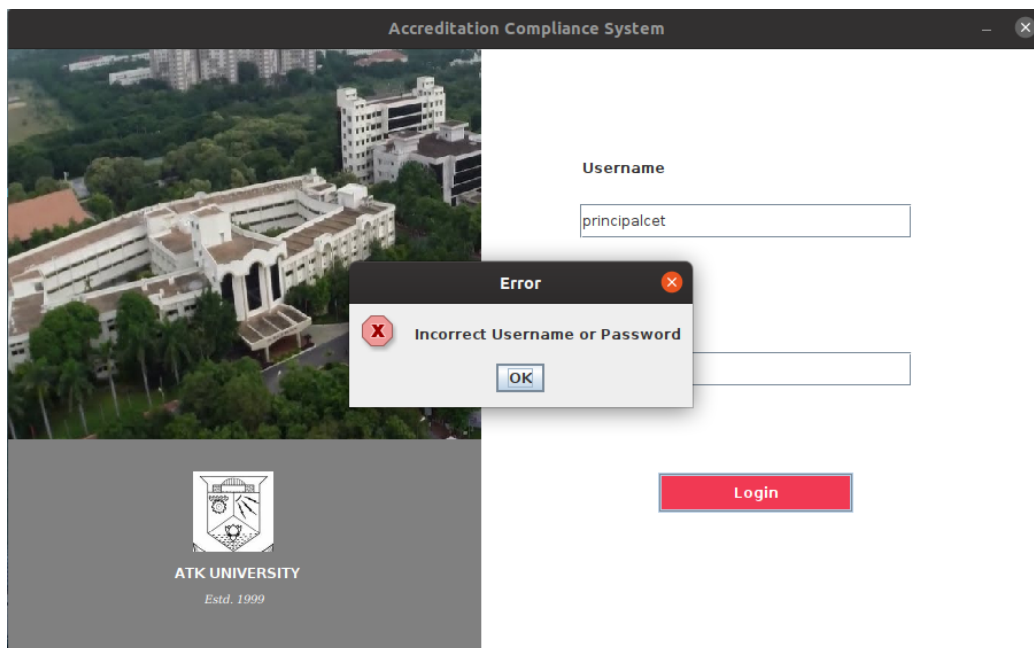 Accreditation Compliance System
Username
principalcet
Error
Incorrect Username or Password
OK
Login
ATK UNIVERSITY
Estd. 1999